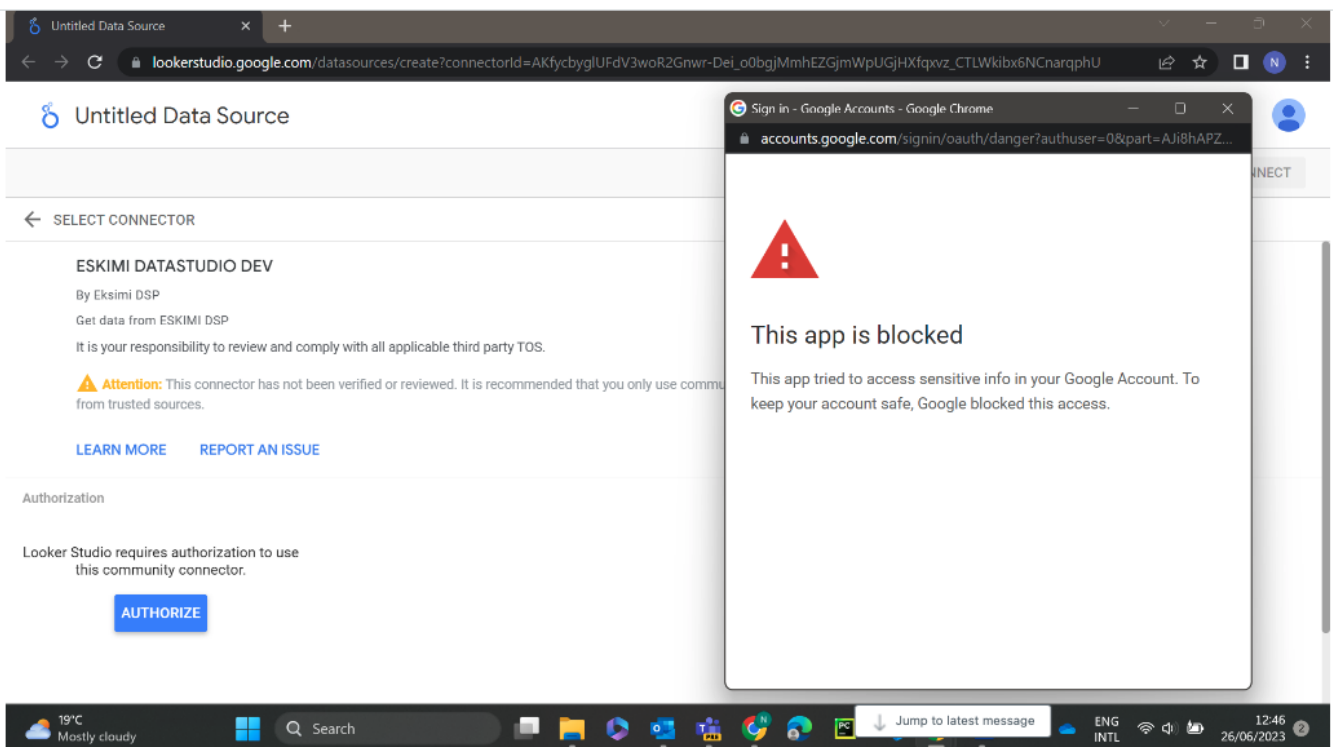 Untitled Data Source
lookerstudio.google.com/datasources/create?connectorId=AKfycbyglUFdV3woR2Gnwr-Dei_o0bgjMmhEZGjmWpUGjHXfqxvz_CTLWkibx6NCnarqphU
N
Untitled Data Source
Sign in - Google Accounts - Google Chrome
accounts.google.com/signin/oauth/danger?authuser=0&part=AJi8hAPZ...
NNECT
SELECT CONNECTOR
ESKIMI DATASTUDIO DEV
By Eksimi DSP
Get data from ESKIMI DSP
It is your responsibility to review and comply with all applicable third party TOS.
Attention: This connector has not been verified or reviewed. It is recommended that you only use commu
from trusted sources.
LEARN MORE REPORT AN ISSUE
Authorization
Looker Studio requires authorization to use
this community connector.
AUTHORIZE
This app is blocked
This app tried to access sensitive info in your Google Account. To
keep your account safe, Google blocked this access.
19°C
Mostly cloudy
Search
PC
Jump to latest message
ENG
INTL
12:46
26/06/2023
2